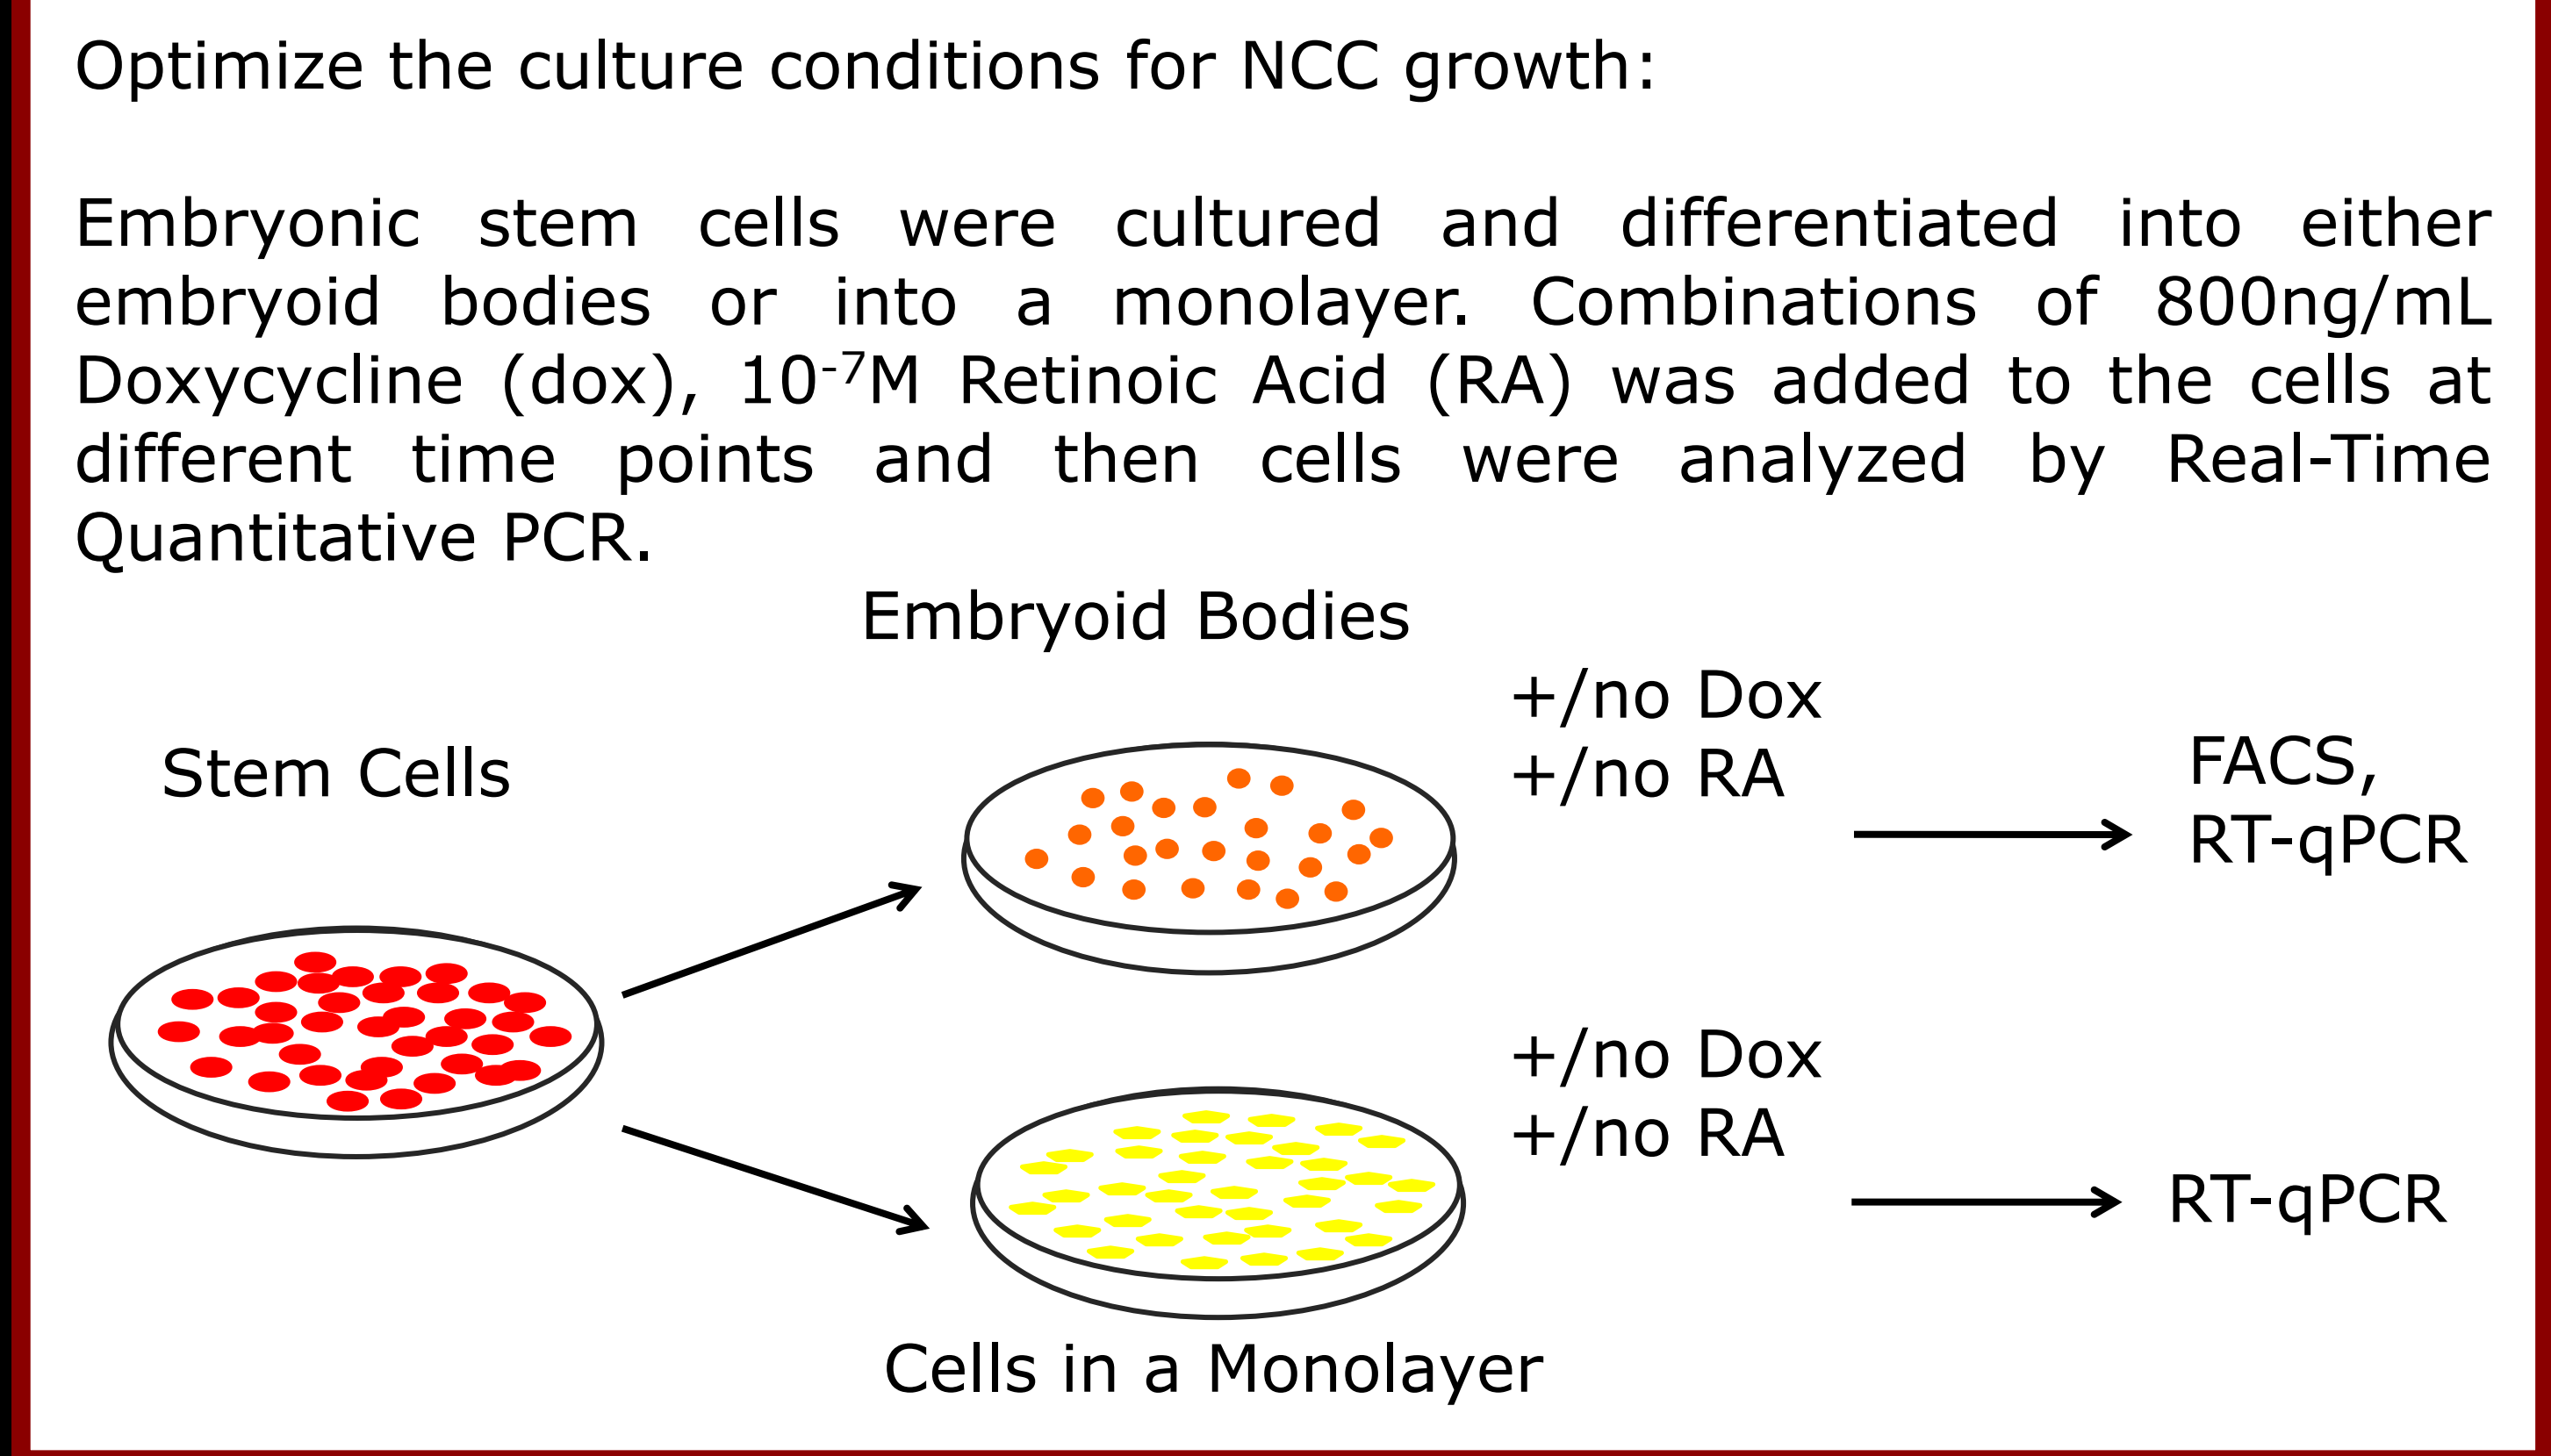 Optimize the culture conditions for NCC growth:
Embryonic stem cells were cultured and differentiated into either
embryoid bodies or into a monolayer. Combinations of 800ng/mL
Doxycycline (dox), 10⁻⁷M Retinoic Acid (RA) was added to the cells at
different time points and then cells were analyzed by Real-Time
Quantitative PCR.
Embryoid Bodies
+/no Dox
+/no RA
FACS,
RT-qPCR
Stem Cells
+/no Dox
+/no RA
RT-qPCR
Cells in a Monolayer